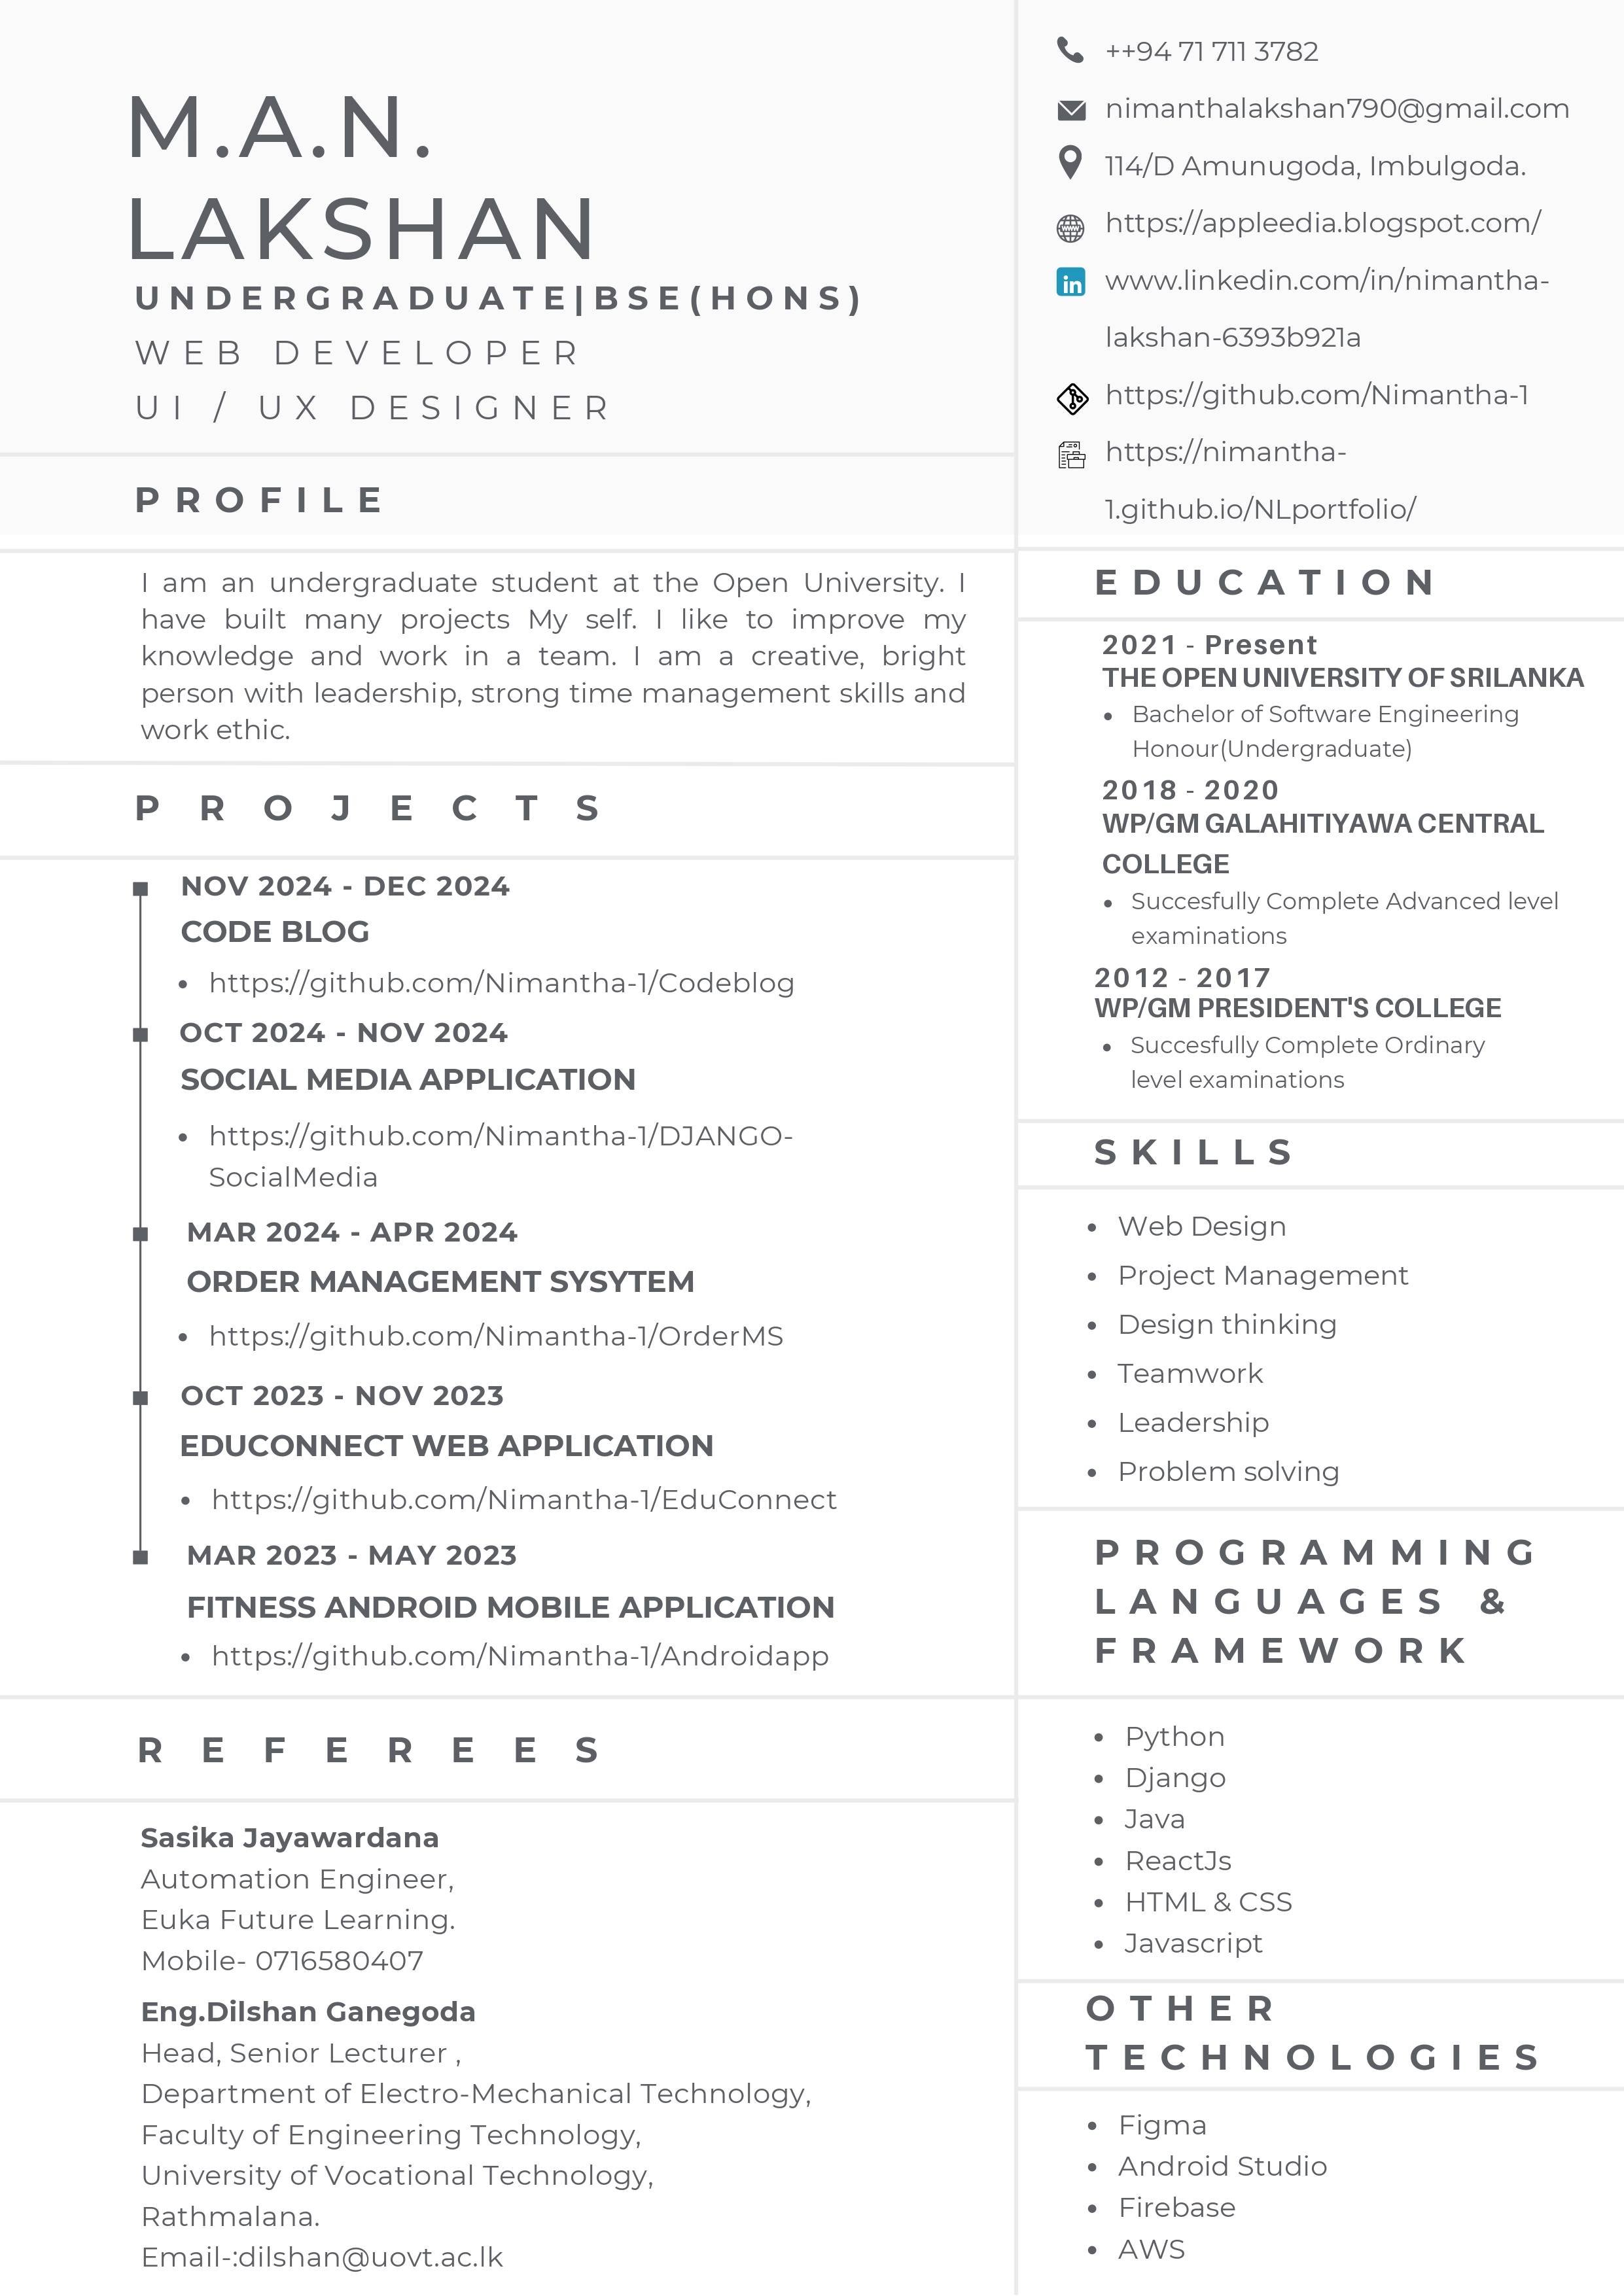 M.A.N.
LAKSHAN
UNDERGRADUATE|BSE(HONS)
WEB DEVELOPER
UI / UX DESIGNER
PROFILE
I am an undergraduate student at the Open University. I
have built many projects My self. I like to improve my
knowledge and work in a team. I am a creative, bright
person with leadership, strong time management skills and
work ethic.
PROJECTS
NOV 2024 - DEC 2024
CODE BLOG
• https://github.com/Nimantha-1/Codeblog
OCT 2024 - NOV 2024
SOCIAL MEDIA APPLICATION
• https://github.com/Nimantha-1/DJANGO-
SocialMedia
MAR 2024 - APR 2024
ORDER MANAGEMENT SYSYTEM
• https://github.com/Nimantha-1/OrderMS
OCT 2023 - NOV 2023
EDUCONNECT WEB APPLICATION
• https://github.com/Nimantha-1/EduConnect
MAR 2023 - MAY 2023
FITNESS ANDROID MOBILE APPLICATION
• https://github.com/Nimantha-1/Androidapp
REFEREES
Sasika Jayawardana
Automation Engineer,
Euka Future Learning.
Mobile- 0716580407
Eng.Dilshan Ganegoda
Head, Senior Lecturer ,
Department of Electro-Mechanical Technology,
Faculty of Engineering Technology,
University of Vocational Technology,
Rathmalana.
Email-:dilshan@uovt.ac.lk
++94 71 711 3782
nimanthalakshan790@gmail.com
114/D Amunugoda, Imbulgoda.
https://appleedia.blogspot.com/
in www.linkedin.com/in/nimantha-
lakshan-6393b921a
https://github.com/Nimantha-1
https://nimantha-
1.github.io/NLportfolio/
EDUCATION
2021 - Present
THE OPEN UNIVERSITY OF SRILANKA
• Bachelor of Software Engineering
Honour(Undergraduate)
2018 - 2020
WP/GM GALAHITIYAWA CENTRAL
COLLEGE
• Succesfully Complete Advanced level
examinations
2012 - 2017
WP/GM PRESIDENT'S COLLEGE
• Succesfully Complete Ordinary
level examinations
SKILLS
• Web Design
• Project Management
• Design thinking
• Teamwork
• Leadership
• Problem solving
PROGRAMMING
LANGUAGES &
FRAMEWORK
• Python
• Django
• Java
• ReactJs
• HTML & CSS
• Javascript
OTHER
TECHNOLOGIES
• Figma
• Android Studio
• Firebase
• AWS